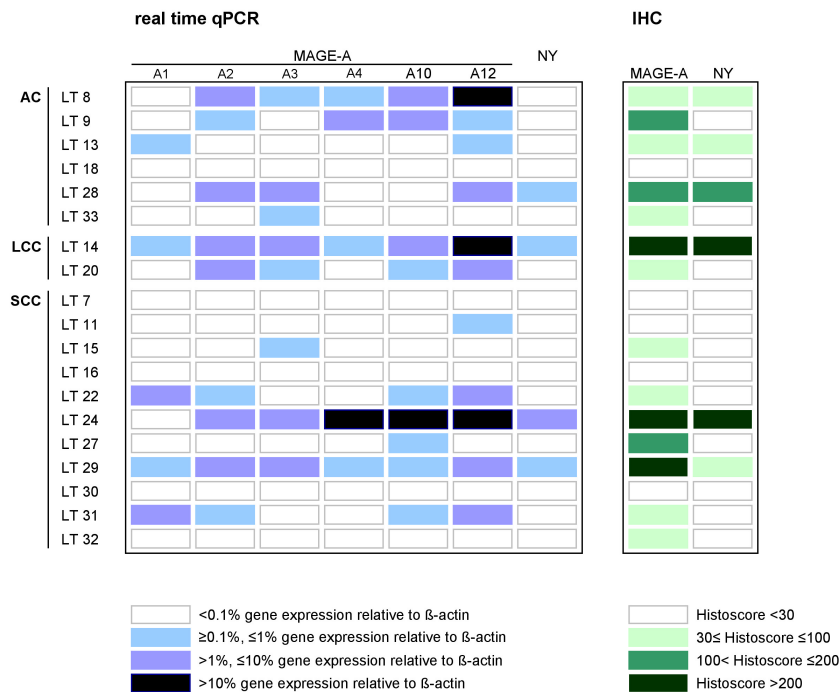 real time qPCR IHC
MAGE-A NY
A1 A2 A3 A4 A10 A12 MAGE-A NY
AC LT 8
LT 9
LT 13
LT 18
LT 28
LT 33
LCC LT 14
LT 20
SCC LT 7
LT 11
LT 15
LT 16
LT 22
LT 24
LT 27
LT 29
LT 30
LT 31
LT 32
<0.1% gene expression relative to ß-actin
≥0.1%, ≤1% gene expression relative to ß-actin
>1%, ≤10% gene expression relative to ß-actin
>10% gene expression relative to ß-actin
Histoscore <30
30≤ Histoscore ≤100
100< Histoscore ≤200
Histoscore >200